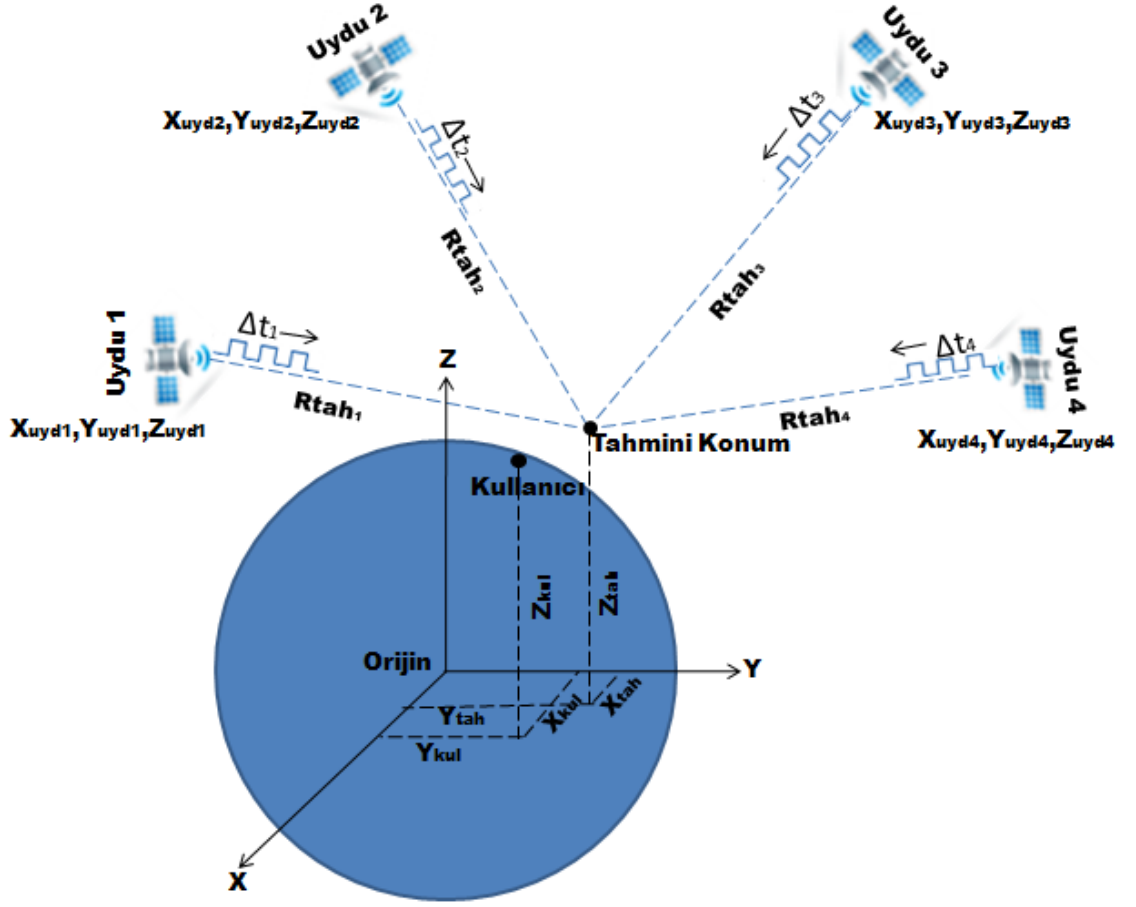 Uydu 2
Uydu 3
Xuyd2,Yuyd2,Zuyd2
Δt2
Δt3
Xuyd3,Yuyd3,Zuyd3
Rtah2
Rtah3
Uydu 1
Δt1
Δt4
Uydu 4
Z
Rtah1
Rtah4
Xuyd1,Yuyd1,Zuyd1
Tahmini Konum
Xuyd4,Yuyd4,Zuyd4
Kullanıcı
Zkul
Ztah
Orijin
Y
Ytah
Xkul
Xtah
Ykul
X